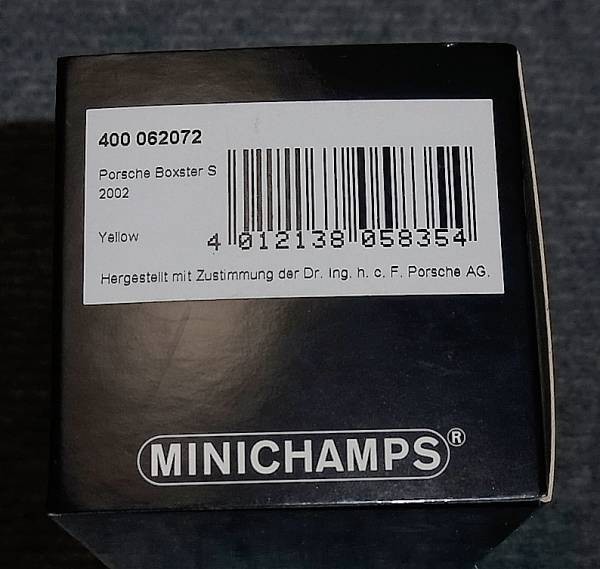 400 062072
Porsche Boxster S
2002
Yellow
4 012138 058354
Hergestellt mit Zustimmung der Dr. Ing. h. c. F. Porsche AG.
MINICHAMPS®